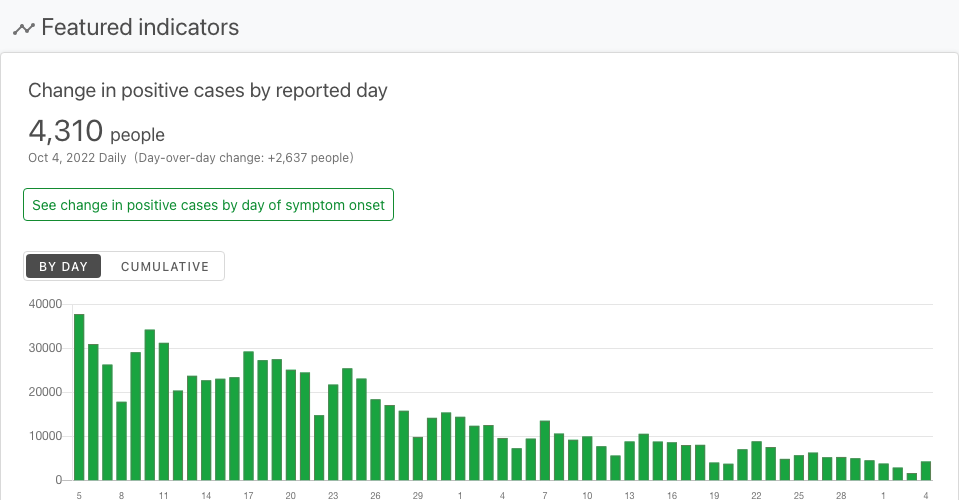 Featured indicators
Change in positive cases by reported day
4,310 people
Oct 4, 2022 Daily (Day-over-day change: +2,637 people)
See change in positive cases by day of symptom onset
BY DAY CUMULATIVE
40000
30000
20000
10000
0
5 8 11 14 17 20 23 26 29 1 4 7 10 13 16 19 22 25 28 1 4